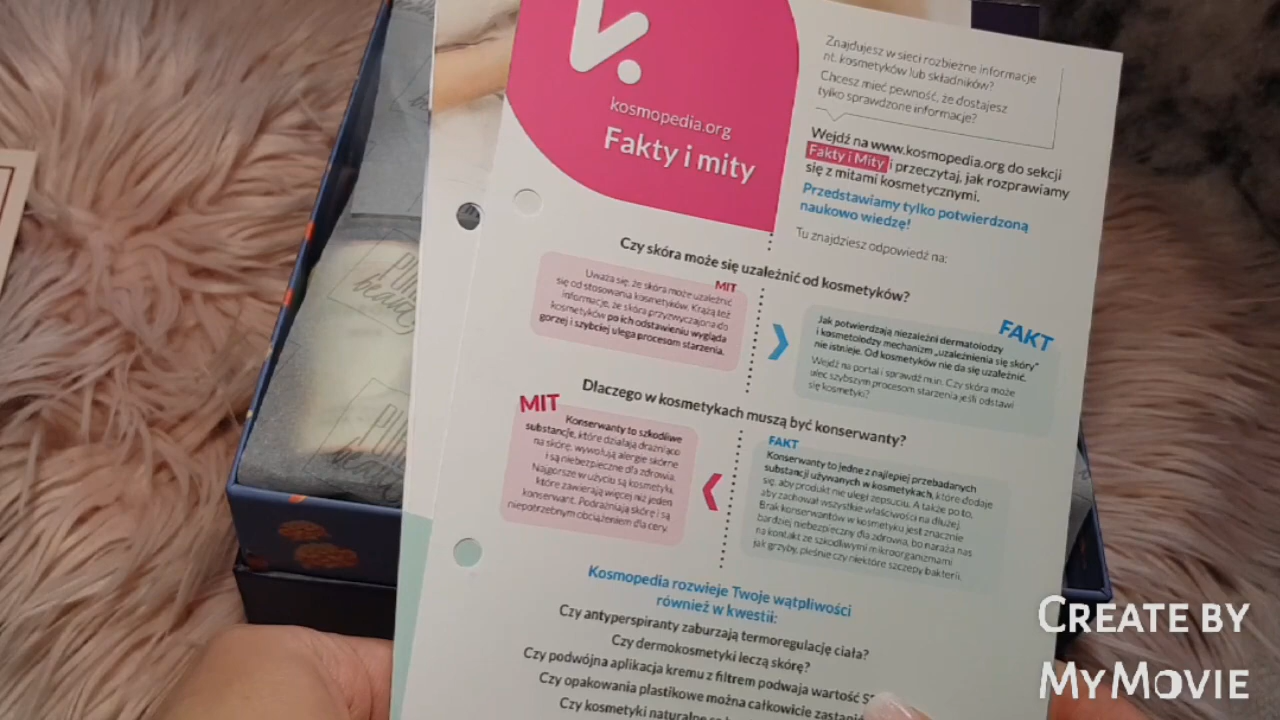 kosmopedia.org
Fakty i mity
Znajdujesz w sieci rozbieżne informacje
nt. kosmetyków lub składników?
Chcesz mieć pewność, że dostajesz
tylko sprawdzone informacje?
Wejdź na www.kosmopedia.org do sekcji
Fakty i Mity i przeczytaj, jak rozprawiamy
się z mitami kosmetycznymi.
Przedstawiamy tylko potwierdzoną
naukowo wiedzę!
Tu znajdziesz odpowiedź na:
Czy skóra może się uzależnić od kosmetyków?
MIT
Uważa się, że skóra może uzależnić
się od stosowania kosmetyków. Krążą też
informacje, że skóra przyzwyczajona do
kosmetyków po ich odstawieniu wygląda
gorzej i szybciej ulega procesom starzenia.
FAKT
Jak potwierdzają niezależni dermatolodzy
i kosmetolodzy mechanizm „uzależnienia się skóry"
nie istnieje. Od kosmetyków nie da się uzależnić.
Wejdź na portal i sprawdź m.in. Czy skóra może
ulec szybszym procesom starzenia jeśli odstawi
się kosmetyki?
Dlaczego w kosmetykach muszą być konserwanty?
MIT
Konserwanty to szkodliwe
substancje, które działają drażniąco
na skórę, wywołują alergie skórne
i są niebezpieczne dla zdrowia.
Najgorsze w użyciu są kosmetyki,
które zawierają więcej niż jeden
konserwant. Podrażniają skórę i są
niepotrzebnym obciążeniem dla cery.
FAKT
Konserwanty to jedne z najlepiej przebadanych
substancji używanych w kosmetykach, które dodaje
się, aby produkt nie uległ zepsuciu. A także po to,
aby zachował wszystkie właściwości na dłużej.
Brak konserwantów w kosmetyku jest znacznie
bardziej niebezpieczny dla zdrowia, bo naraża nas
na kontakt ze szkodliwymi mikroorganizmami
jak grzyby, pleśnie czy niektóre szczepy bakterii.
Kosmopedia rozwieje Twoje wątpliwości
również w kwestii:
Czy antyperspiranty zaburzają termoregulację ciała?
Czy dermokosmetyki leczą skórę?
Czy podwójna aplikacja kremu z filtrem podwaja wartość
Czy opakowania plastikowe można całkowicie
Czy kosmetyki naturalne
beauty
CREATE BY
MYMOVIE